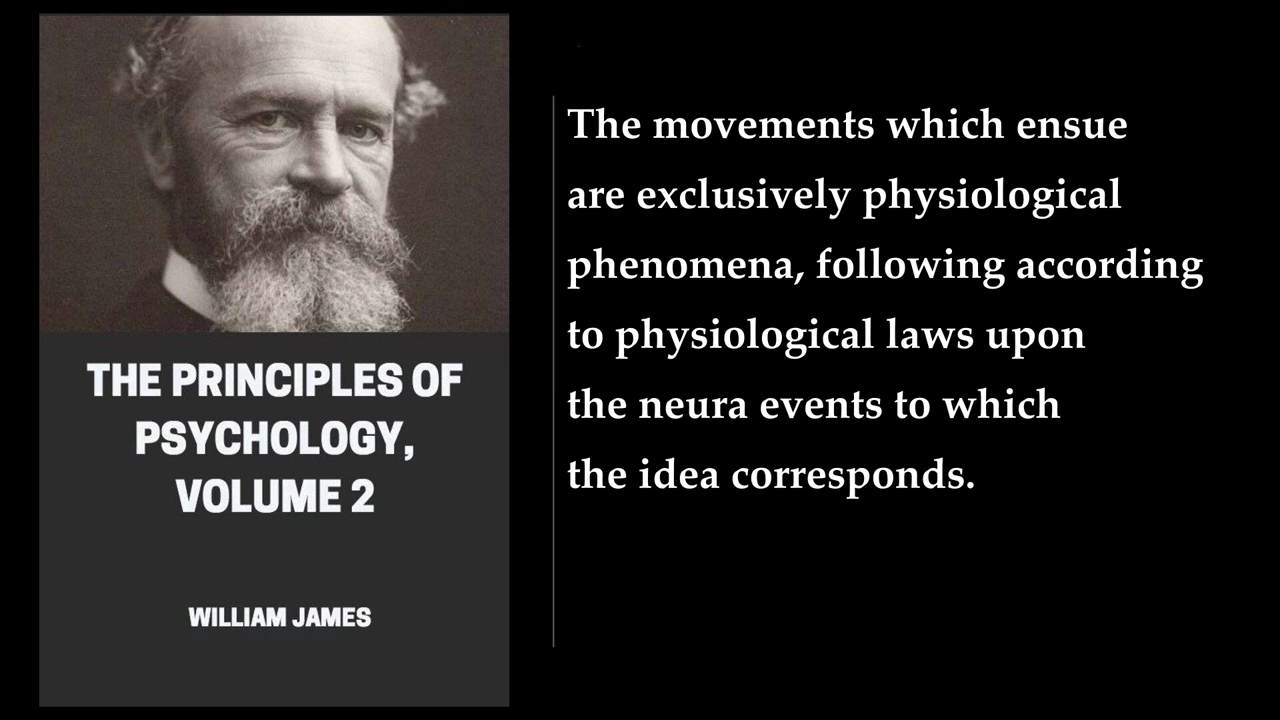 THE PRINCIPLES OF
PSYCHOLOGY,
VOLUME 2
WILLIAM JAMES
The movements which ensue
are exclusively physiological
phenomena, following according
to physiological laws upon
the neura events to which
the idea corresponds.